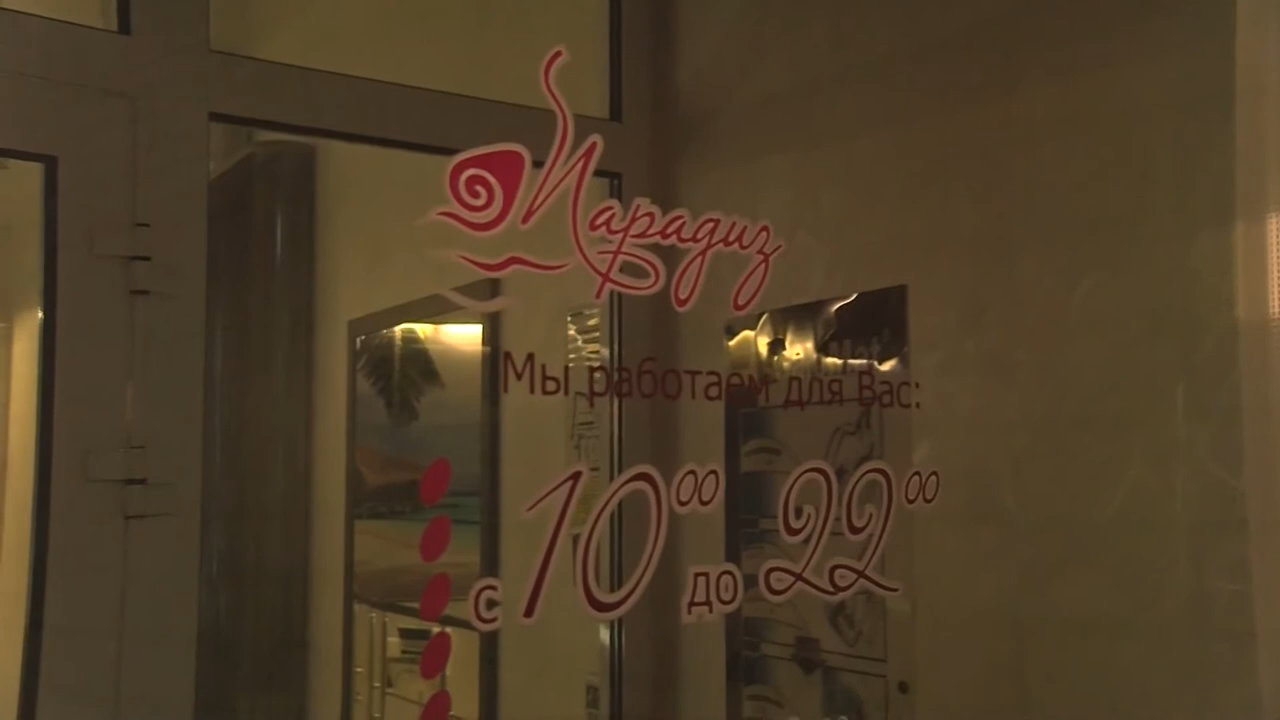 Парадиз
Мы работаем для Вас:
с 10⁰⁰ до 22⁰⁰